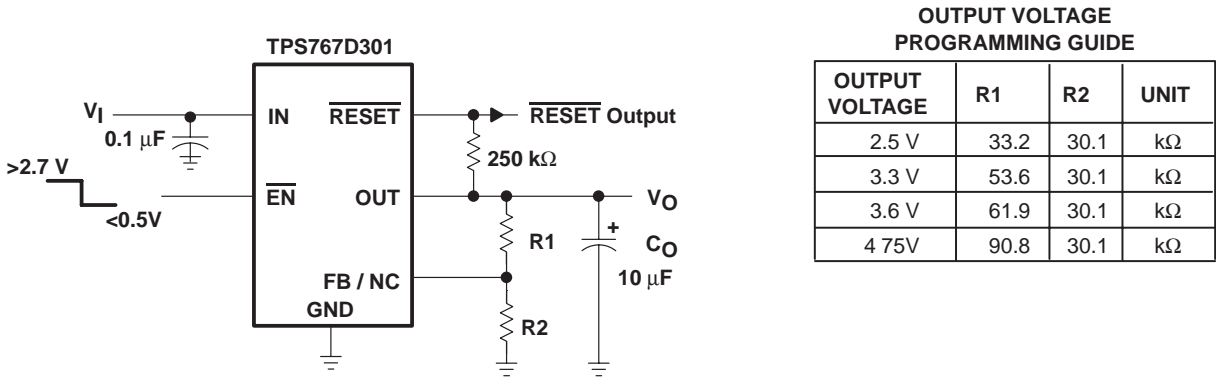 TPS767D301
VI
0.1 μF
>2.7 V
<0.5V
IN
RESET
EN
OUT
FB / NC
GND
RESET Output
250 kΩ
VO
R1
+
CO
10 μF
R2
OUTPUT VOLTAGE
PROGRAMMING GUIDE
OUTPUT VOLTAGE R1 R2 UNIT
2.5 V 33.2 30.1 kΩ
3.3 V 53.6 30.1 kΩ
3.6 V 61.9 30.1 kΩ
4 75V 90.8 30.1 kΩ